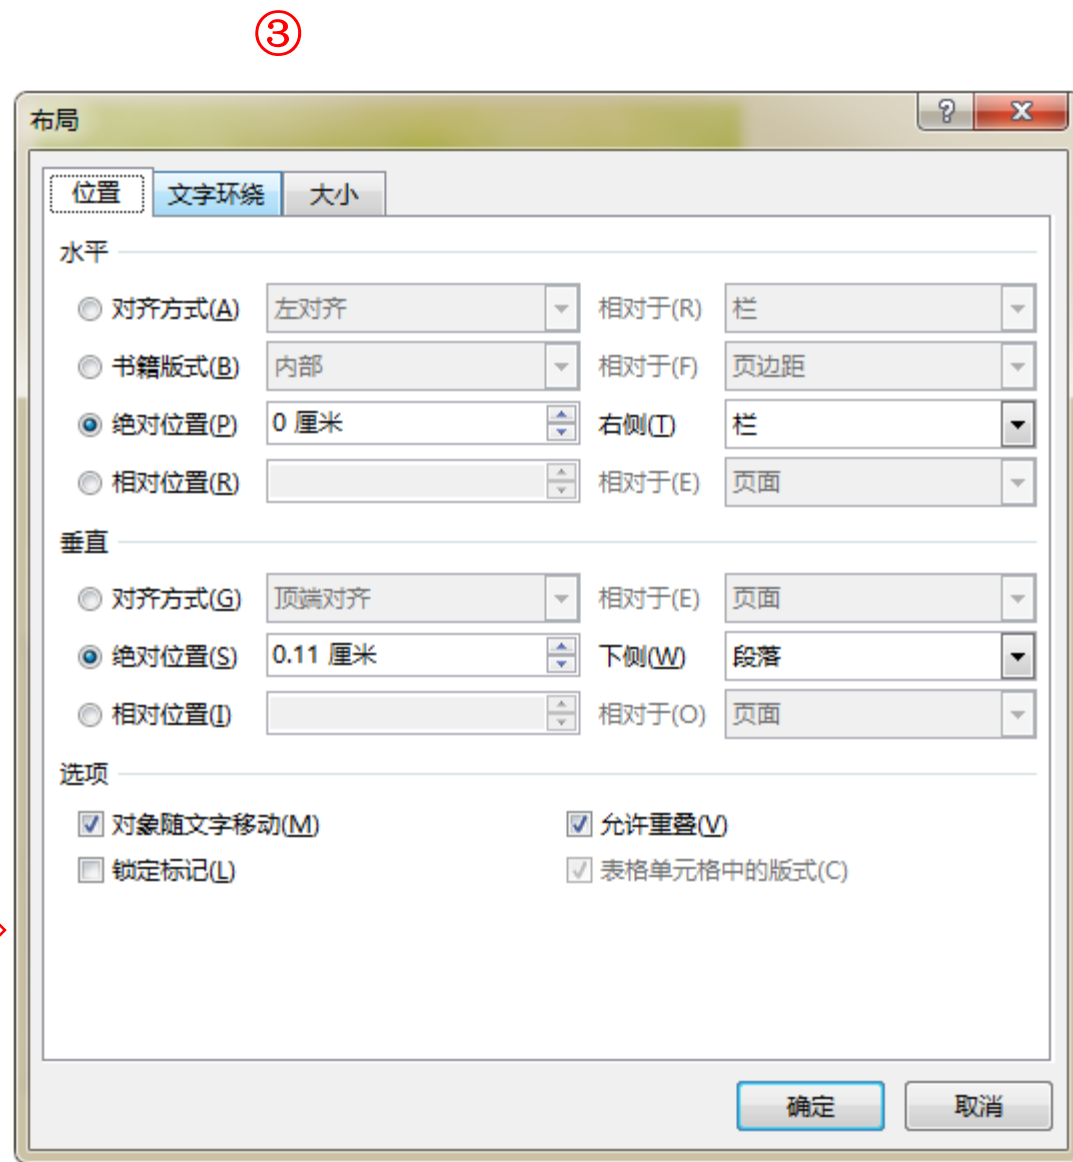 ③
布局
位置 文字环绕 大小
水平
对齐方式(A) 左对齐 相对于(R) 栏
书籍版式(B) 内部 相对于(F) 页边距
绝对位置(P) 0 厘米 右侧(T) 栏
相对位置(R) 相对于(E) 页面
垂直
对齐方式(G) 顶端对齐 相对于(E) 页面
绝对位置(S) 0.11 厘米 下侧(W) 段落
相对位置(I) 相对于(O) 页面
选项
对象随文字移动(M) 允许重叠(V)
锁定标记(L) 表格单元格中的版式(C)
确定 取消